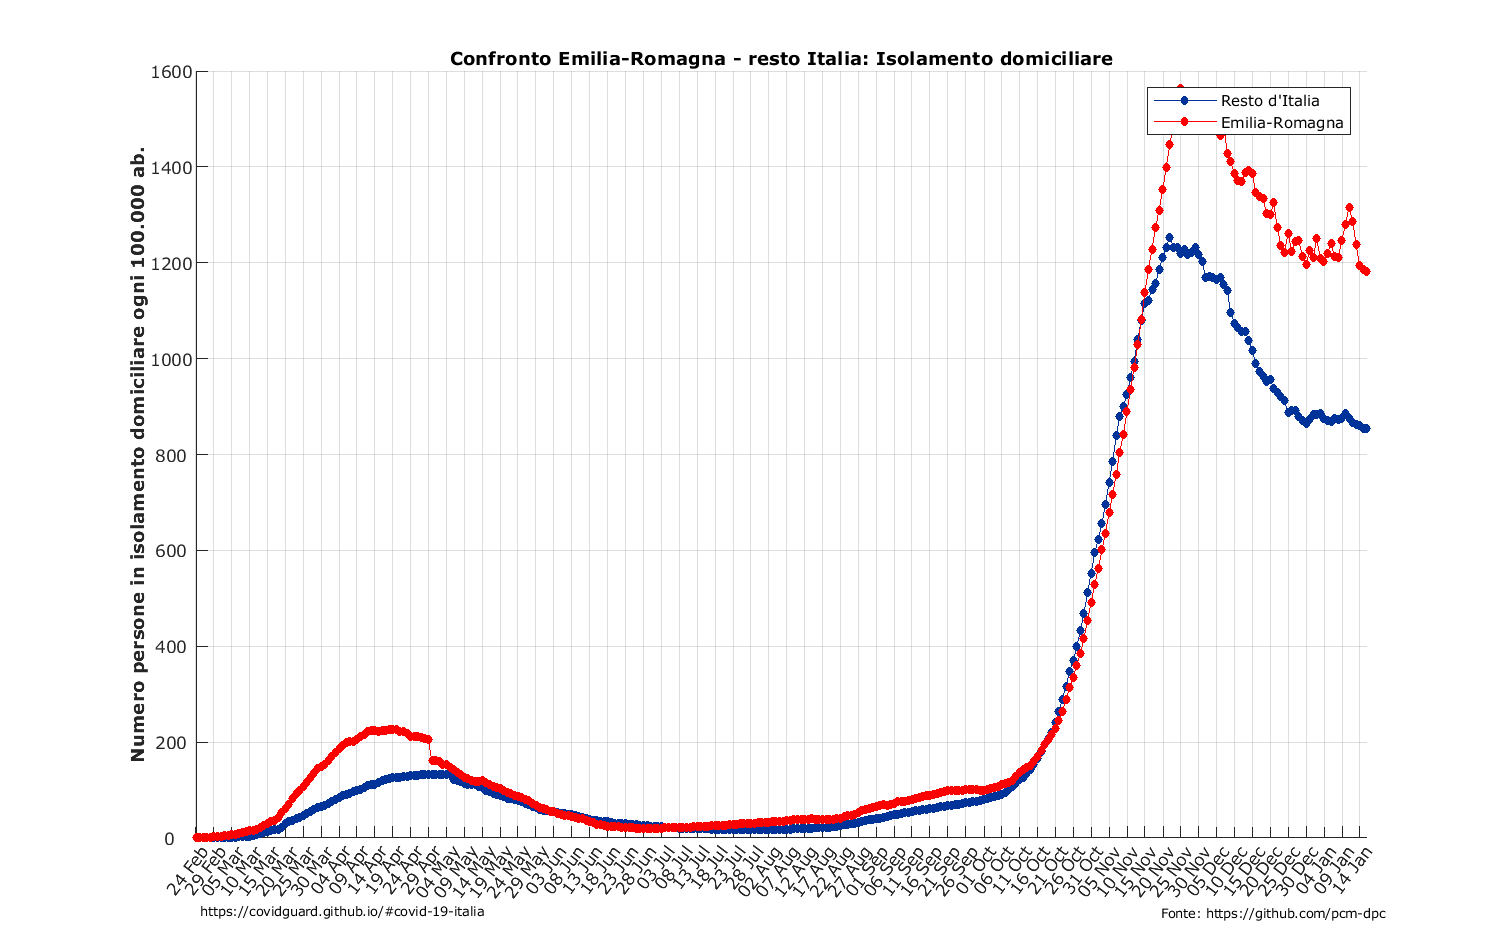 Confronto Emilia-Romagna - resto Italia: Isolamento domiciliare
Numero persone in isolamento domiciliare ogni 100.000 ab.
1600
1400
1200
1000
800
600
400
200
0
Resto d'Italia
Emilia-Romagna
24 Feb
29 Feb
05 Mar
10 Mar
15 Mar
20 Mar
25 Mar
30 Mar
04 Apr
09 Apr
14 Apr
19 Apr
24 Apr
29 Apr
04 May
09 May
14 May
19 May
24 May
29 May
03 Jun
08 Jun
13 Jun
18 Jun
23 Jun
28 Jun
03 Jul
08 Jul
13 Jul
18 Jul
23 Jul
28 Jul
02 Aug
07 Aug
12 Aug
17 Aug
22 Aug
27 Aug
01 Sep
06 Sep
11 Sep
16 Sep
21 Sep
26 Sep
01 Oct
06 Oct
11 Oct
16 Oct
21 Oct
26 Oct
31 Oct
05 Nov
10 Nov
15 Nov
20 Nov
25 Nov
30 Nov
05 Dec
10 Dec
15 Dec
20 Dec
25 Dec
30 Dec
04 Jan
09 Jan
14 Jan
https://covidguard.github.io/#covid-19-italia
Fonte: https://github.com/pcm-dpc